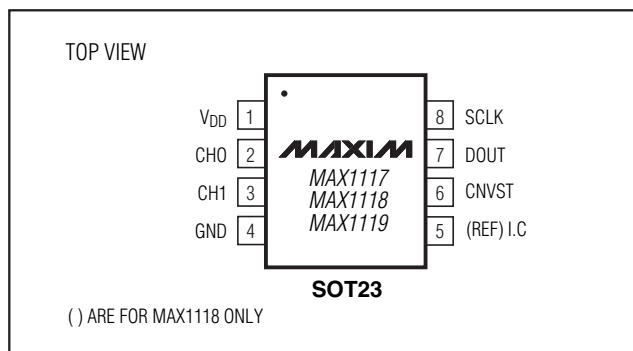 TOP VIEW
VDD 1
CH0 2
CH1 3
GND 4
MAXIM
MAX1117
MAX1118
MAX1119
8 SCLK
7 DOUT
6 CNVST
5 (REF) I.C
SOT23
( ) ARE FOR MAX1118 ONLY